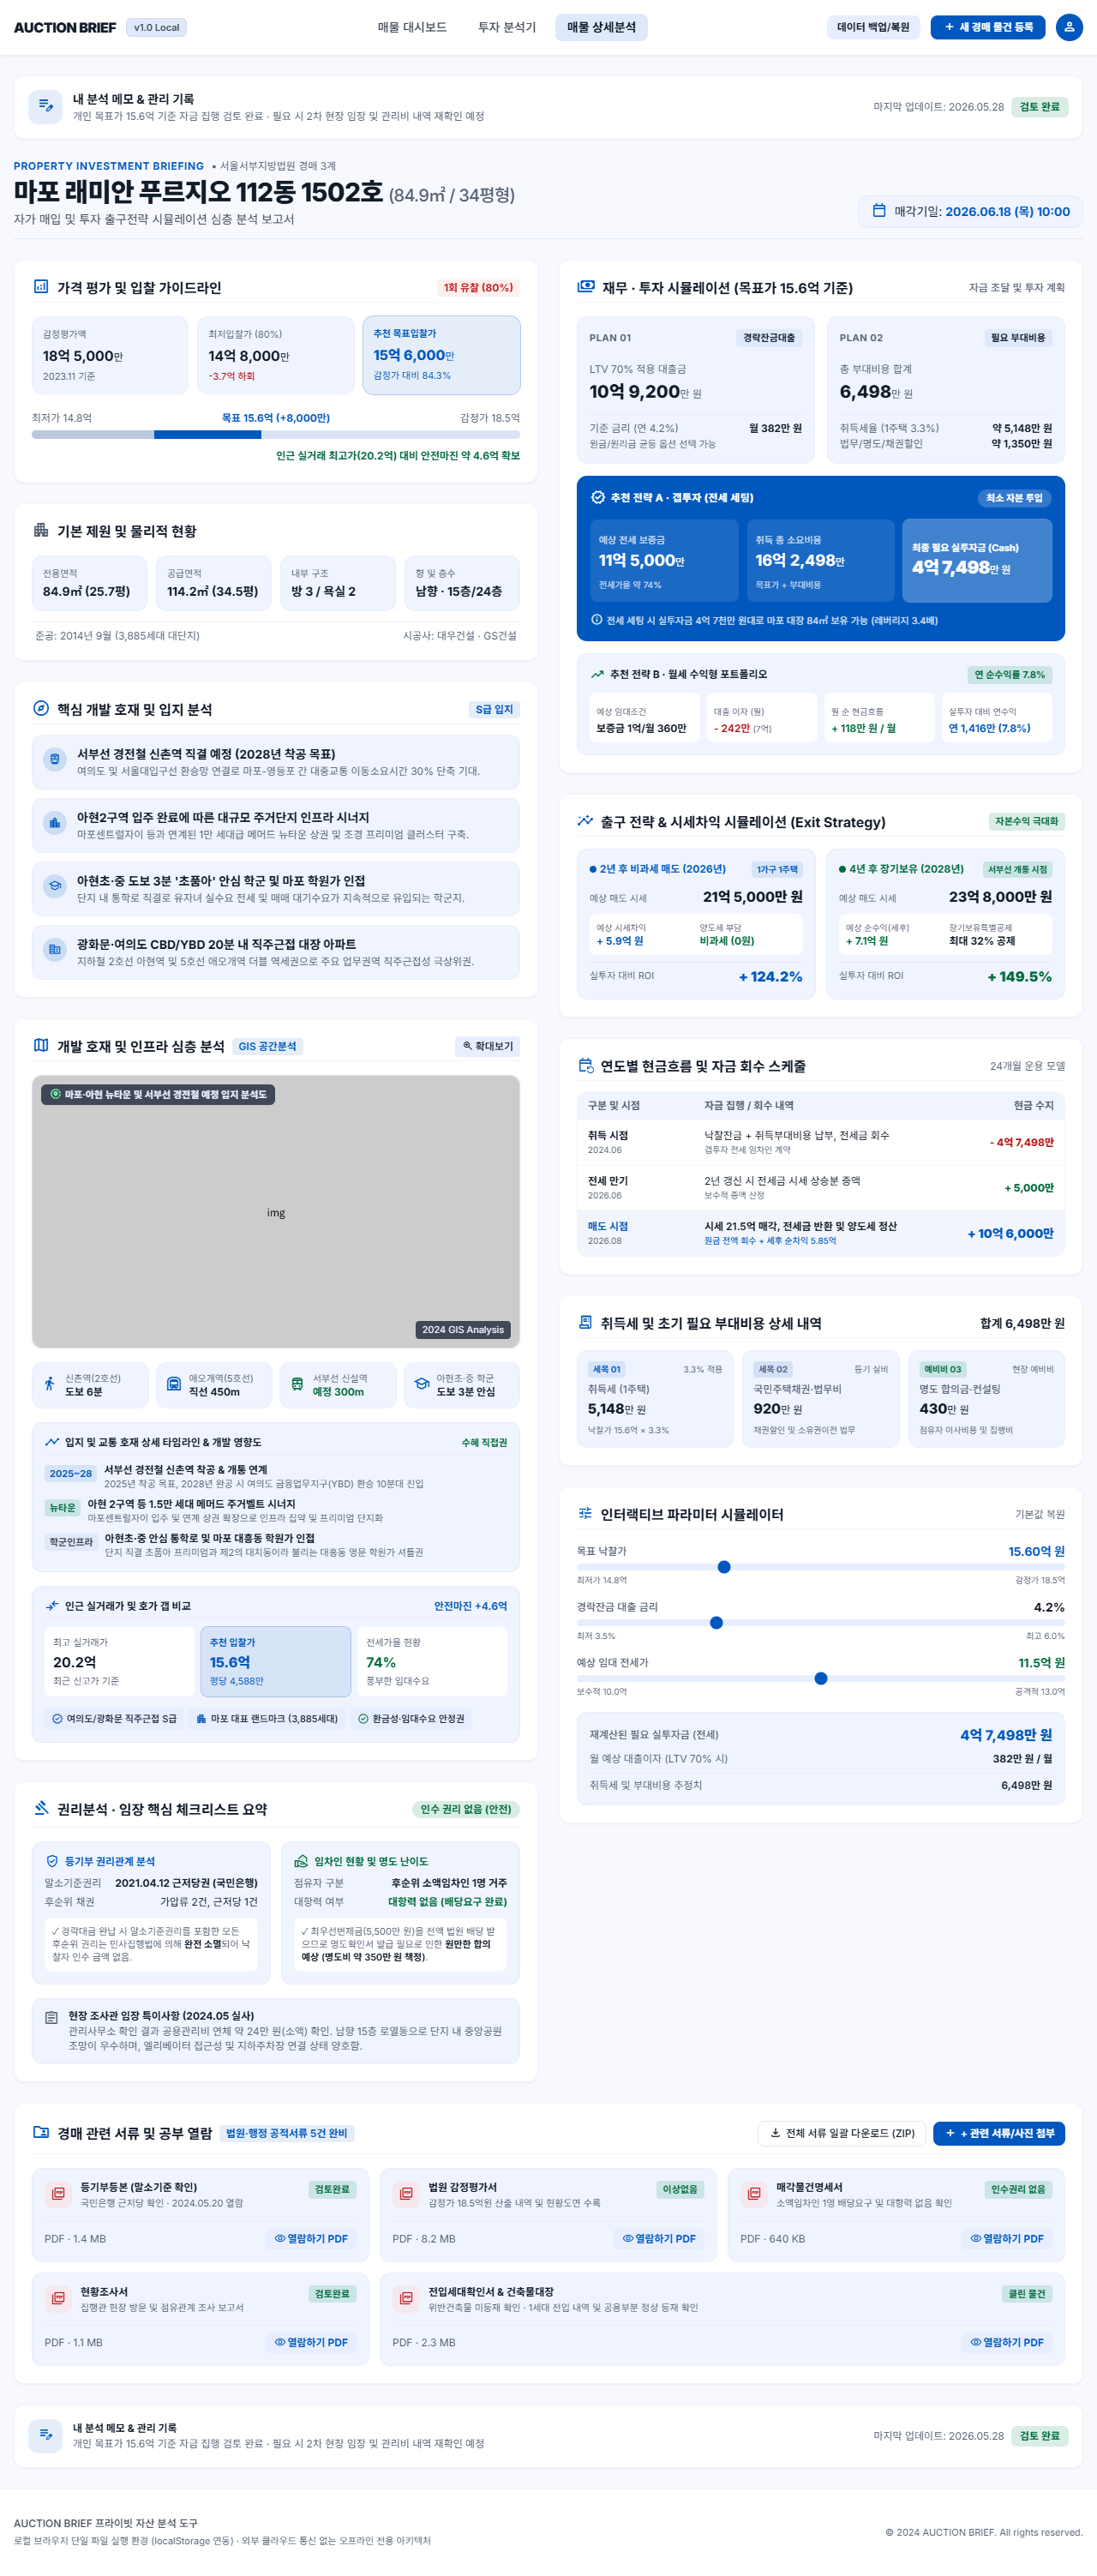 AUCTION BRIEF v1.0 Local 매물 대시보드 투자 분석기 매물 상세분석 데이터 백업/복원 + 새 경매 물건 등록
내 분석 메모 & 관리 기록
개인 목표가 15.6억 기준 자금 집행 검토 완료 · 필요 시 2차 현장 임장 및 관리비 내역 재확인 예정
마지막 업데이트: 2026.05.28 검토 완료
PROPERTY INVESTMENT BRIEFING • 서울서부지방법원 경매 3계
마포 래미안 푸르지오 112동 1502호 (84.9㎡ / 34평형)
자가 매입 및 투자 출구전략 시뮬레이션 심층 분석 보고서
매각기일: 2026.06.18 (목) 10:00
가격 평가 및 입찰 가이드라인 1회 유찰 (80%)
감정평가액
18억 5,000만
2023.11 기준
최저입찰가 (80%)
14억 8,000만
-3.7억 하회
추천 목표입찰가
15억 6,000만
감정가 대비 84.3%
최저가 14.8억 목표 15.6억 (+8,000만) 감정가 18.5억
인근 실거래 최고가(20.2억) 대비 안전마진 약 4.6억 확보
기본 제원 및 물리적 현황
전용면적
84.9㎡ (25.7평)
공급면적
114.2㎡ (34.5평)
내부 구조
방 3 / 욕실 2
향 및 층수
남향 · 15층/24층
준공: 2014년 9월 (3,885세대 대단지) 시공사: 대우건설 · GS건설
핵심 개발 호재 및 입지 분석 S급 입지
서부선 경전철 신촌역 직결 예정 (2028년 착공 목표)
여의도 및 서울대입구선 환승망 연결로 마포-영등포 간 대중교통 이동소요시간 30% 단축 기대.
아현2구역 입주 완료에 따른 대규모 주거단지 인프라 시너지
마포센트럴자이 등과 연계된 1만 세대급 메머드 뉴타운 상권 및 조경 프리미엄 클러스터 구축.
아현초·중 도보 3분 '초품아' 안심 학군 및 마포 학원가 인접
단지 내 통학로 직결로 유자녀 실수요 전세 및 매매 대기수요가 지속적으로 유입되는 학군지.
광화문·여의도 CBD/YBD 20분 내 직주근접 대장 아파트
지하철 2호선 아현역 및 5호선 애오개역 더블 역세권으로 주요 업무권역 직주근접성 극상위권.
개발 호재 및 인프라 심층 분석 GIS 공간분석 확대보기
마포·아현 뉴타운 및 서부선 경전철 예정 입지 분석도
img
2024 GIS Analysis
신촌역(2호선)
도보 6분
애오개역(5호선)
직선 450m
서부선 신설역
예정 300m
아현초·중 학군
도보 3분 안심
입지 및 교통 호재 상세 타임라인 & 개발 영향도 수혜 직접권
2025~28 서부선 경전철 신촌역 착공 & 개통 연계
2025년 착공 목표, 2028년 완공 시 여의도 금융업무지구(YBD) 환승 10분대 진입
뉴타운 아현 2구역 등 1.5만 세대 메머드 주거벨트 시너지
마포센트럴자이 입주 및 연계 상권 확장으로 인프라 집약 및 프리미엄 단지화
학군인프라 아현초·중 안심 통학로 및 마포 대흥동 학원가 인접
단지 직결 초품아 프리미엄과 제2의 대치동이라 불리는 대흥동 명문 학원가 셔틀권
인근 실거래가 및 호가 갭 비교 안전마진 +4.6억
최고 실거래가
20.2억
최근 신고가 기준
추천 입찰가
15.6억
평당 4,588만
전세가율 현황
74%
풍부한 임대수요
여의도/광화문 직주근접 S급 마포 대표 랜드마크 (3,885세대) 환금성·임대수요 안정권
권리분석 · 임장 핵심 체크리스트 요약 인수 권리 없음 (안전)
등기부 권리관계 분석
말소기준권리 2021.04.12 근저당권 (국민은행)
후순위 채권 가압류 2건, 근저당 1건
✓ 경락대금 완납 시 말소기준권리를 포함한 모든
후순위 권리는 민사집행법에 의해 완전 소멸되어 낙
찰자 인수 금액 없음.
임차인 현황 및 명도 난이도
점유자 구분 후순위 소액임차인 1명 거주
대항력 여부 대항력 없음 (배당요구 완료)
✓ 최우선변제금(5,500만 원)을 전액 법원 배당 받
으므로 명도확인서 발급 필요로 인한 원만한 합의
예상 (명도비 약 350만 원 책정).
현장 조사관 임장 특이사항 (2024.05 실사)
관리사무소 확인 결과 공용관리비 연체 약 24만 원(소액) 확인. 남향 15층 로열동으로 단지 내 중앙공원
조망이 우수하며, 엘리베이터 접근성 및 지하주차장 연결 상태 양호함.
재무 · 투자 시뮬레이션 (목표가 15.6억 기준) 자금 조달 및 투자 계획
PLAN 01 경락잔금대출
LTV 70% 적용 대출금
10억 9,200만 원
기준 금리 (연 4.2%) 월 382만 원
원금/원리금 균등 옵션 선택 가능
PLAN 02 필요 부대비용
총 부대비용 합계
6,498만 원
취득세율 (1주택 3.3%) 약 5,148만 원
법무/명도/채권할인 약 1,350만 원
추천 전략 A · 갭투자 (전세 세팅) 최소 자본 투입
예상 전세 보증금
11억 5,000만
전세가율 약 74%
취득 총 소요비용
16억 2,498만
목표가 + 부대비용
최종 필요 실투자금 (Cash)
4억 7,498만 원
전세 세팅 시 실투자금 4억 7천만 원대로 마포 대장 84㎡ 보유 가능 (레버리지 3.4배)
추천 전략 B · 월세 수익형 포트폴리오 연 순수익률 7.8%
예상 임대조건
보증금 1억/월 360만
대출 이자 (월)
- 242만 (7억)
월 순 현금흐름
+ 118만 원 / 월
실투자 대비 연수익
연 1,416만 (7.8%)
출구 전략 & 시세차익 시뮬레이션 (Exit Strategy) 자본수익 극대화
2년 후 비과세 매도 (2026년) 1가구 1주택
예상 매도 시세 21억 5,000만 원
예상 시세차익
+ 5.9억 원
양도세 부담
비과세 (0원)
실투자 대비 ROI + 124.2%
4년 후 장기보유 (2028년) 서부선 개통 시점
예상 매도 시세 23억 8,000만 원
예상 순수익(세후)
+ 7.1억 원
장기보유특별공제
최대 32% 공제
실투자 대비 ROI + 149.5%
연도별 현금흐름 및 자금 회수 스케줄 24개월 운용 모델
구분 및 시점 자금 집행 / 회수 내역 현금 수지
취득 시점 낙찰잔금 + 취득부대비용 납부, 전세금 회수 - 4억 7,498만
2024.06 갭투자 전세 임차인 계약
전세 만기 2년 갱신 시 전세금 시세 상승분 증액 + 5,000만
2026.06 보수적 증액 산정
매도 시점 시세 21.5억 매각, 전세금 반환 및 양도세 정산 + 10억 6,000만
2026.08 원금 전액 회수 + 세후 순차익 5.85억
취득세 및 초기 필요 부대비용 상세 내역 합계 6,498만 원
세목 01 3.3% 적용
취득세 (1주택)
5,148만 원
낙찰가 15.6억 × 3.3%
세목 02 등기 실비
국민주택채권·법무비
920만 원
채권할인 및 소유권이전 법무
예비비 03 현장 예비비
명도 합의금·컨설팅
430만 원
점유자 이사비용 및 집행비
인터랙티브 파라미터 시뮬레이터 기본값 복원
목표 낙찰가 15.60억 원
최저가 14.8억 감정가 18.5억
경락잔금 대출 금리 4.2%
최저 3.5% 최고 6.0%
예상 임대 전세가 11.5억 원
보수적 10.0억 공격적 13.0억
재계산된 필요 실투자금 (전세) 4억 7,498만 원
월 예상 대출이자 (LTV 70% 시) 382만 원 / 월
취득세 및 부대비용 추정치 6,498만 원
경매 관련 서류 및 공부 열람 법원·행정 공적서류 5건 완비 전체 서류 일괄 다운로드 (ZIP) + + 관련 서류/사진 첨부
등기부등본 (말소기준 확인) 검토완료
국민은행 근저당 확인 · 2024.05.20 열람
PDF · 1.4 MB 열람하기 PDF
법원 감정평가서 이상없음
감정가 18.5억원 산출 내역 및 현황도면 수록
PDF · 8.2 MB 열람하기 PDF
매각물건명세서 인수권리 없음
소액임차인 1명 배당요구 및 대항력 없음 확인
PDF · 640 KB 열람하기 PDF
현황조사서 검토완료
집행관 현장 방문 및 점유관계 조사 보고서
PDF · 1.1 MB 열람하기 PDF
전입세대확인서 & 건축물대장 클린 물건
위반건축물 미등재 확인 · 1세대 전입 내역 및 공용부분 정상 등재 확인
PDF · 2.3 MB 열람하기 PDF
내 분석 메모 & 관리 기록
개인 목표가 15.6억 기준 자금 집행 검토 완료 · 필요 시 2차 현장 임장 및 관리비 내역 재확인 예정
마지막 업데이트: 2026.05.28 검토 완료
AUCTION BRIEF 프라이빗 자산 분석 도구
로컬 브라우저 단일 파일 실행 환경 (localStorage 연동) · 외부 클라우드 통신 없는 오프라인 전용 아키텍처
© 2024 AUCTION BRIEF. All rights reserved.